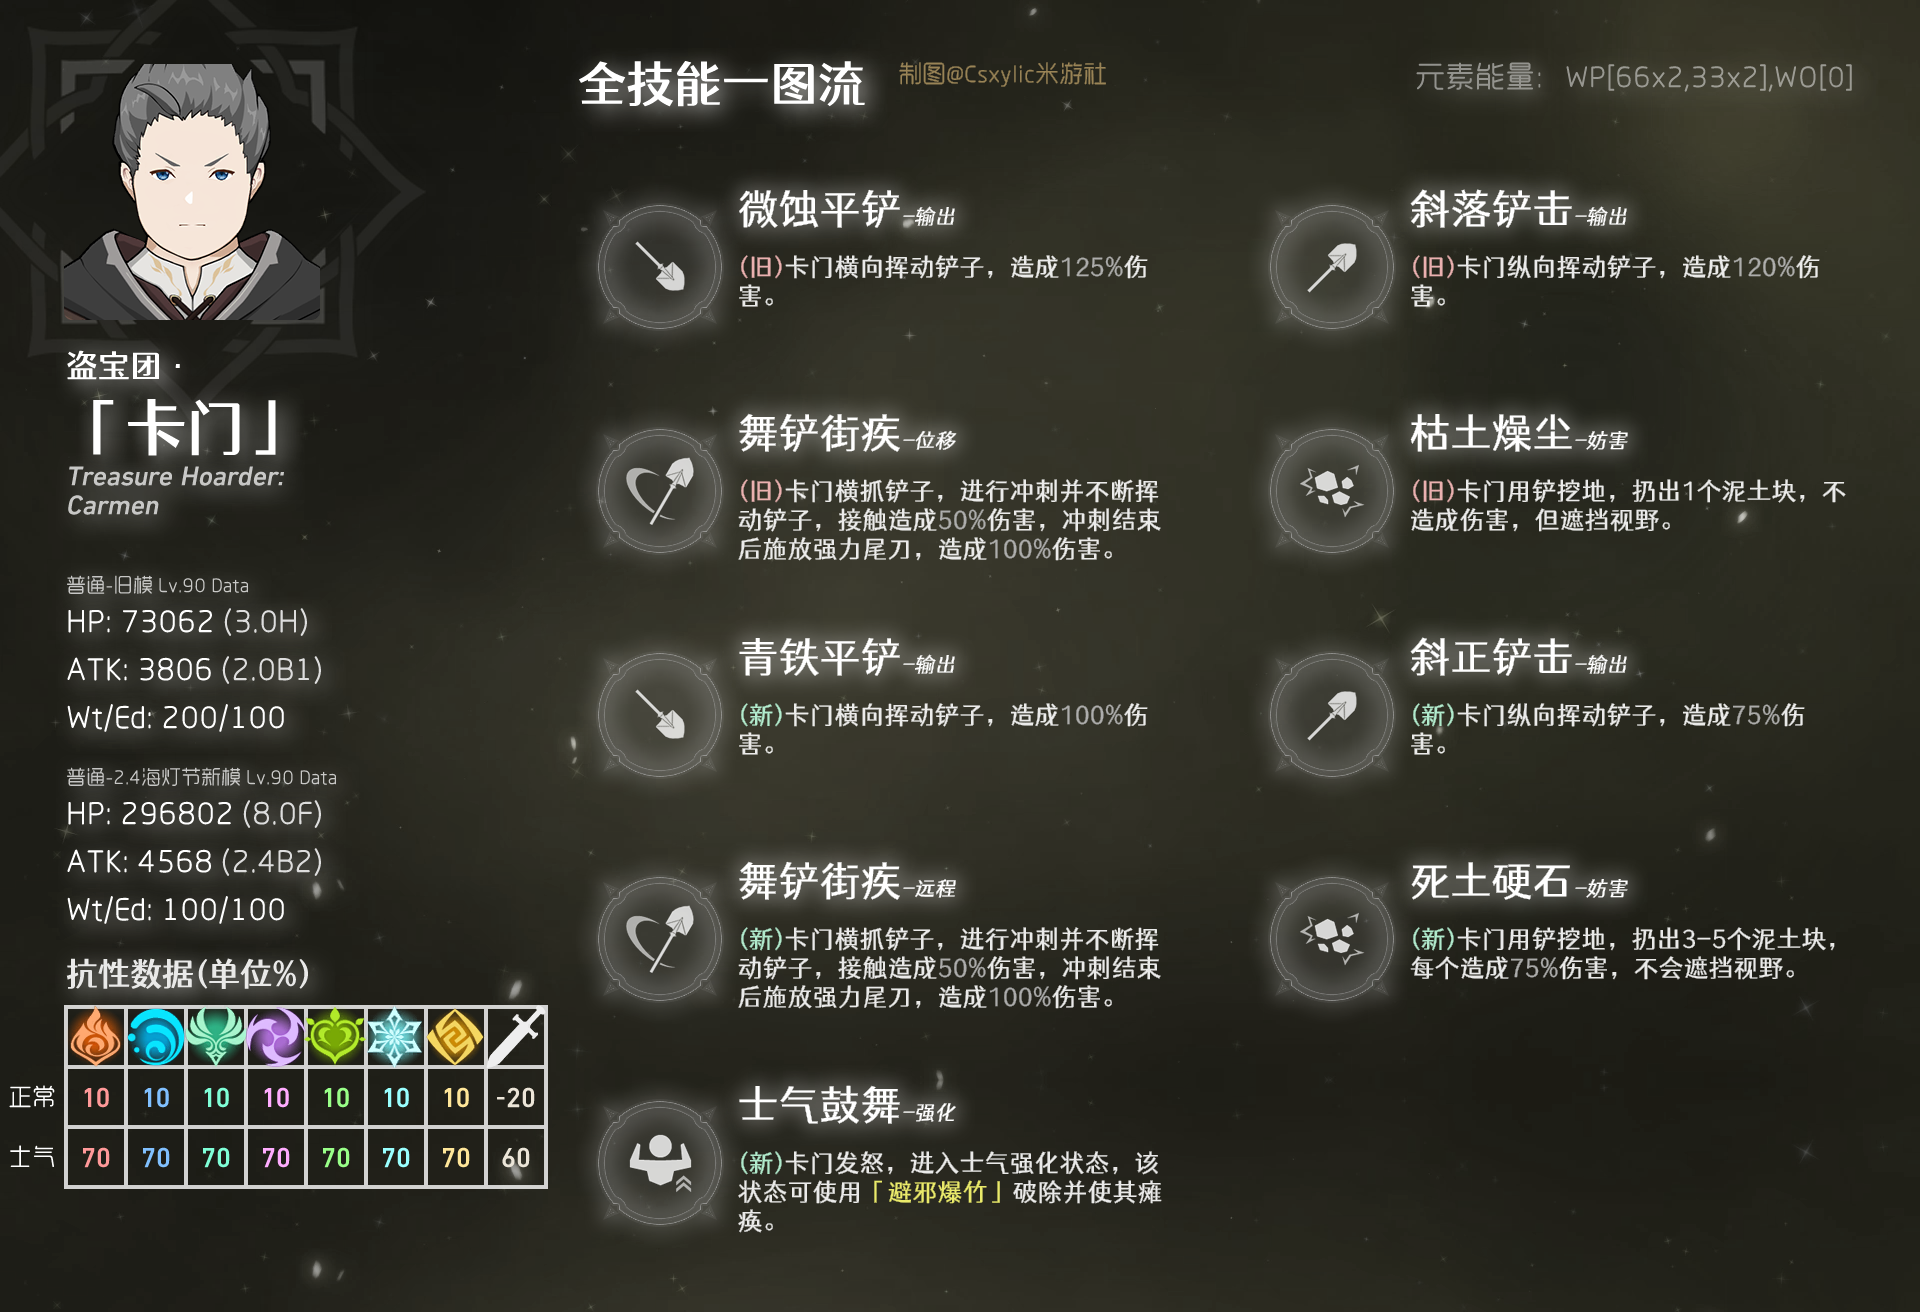 全技能一图流
制图@Csxylic米游社
元素能量： WP[66x2,33x2],WO[0]
盗宝团 ·
「卡门」
Treasure Hoarder:
Carmen
普通-旧模 Lv.90 Data
HP: 73062 (3.0H)
ATK: 3806 (2.0B1)
Wt/Ed: 200/100
普通-2.4海灯节新模 Lv.90 Data
HP: 296802 (8.0F)
ATK: 4568 (2.4B2)
Wt/Ed: 100/100
抗性数据(单位%)
正常 10 10 10 10 10 10 10 -20
士气 70 70 70 70 70 70 70 60
微蚀平铲-输出
(旧)卡门横向挥动铲子，造成125%伤
害。
斜落铲击-输出
(旧)卡门纵向挥动铲子，造成120%伤
害。
舞铲街疾-位移
(旧)卡门横抓铲子，进行冲刺并不断挥
动铲子，接触造成50%伤害，冲刺结束
后施放强力尾刀，造成100%伤害。
枯土燥尘-妨害
(旧)卡门用铲挖地，扔出1个泥土块，不
造成伤害，但遮挡视野。
青铁平铲-输出
(新)卡门横向挥动铲子，造成100%伤
害。
斜正铲击-输出
(新)卡门纵向挥动铲子，造成75%伤
害。
舞铲街疾-远程
(新)卡门横抓铲子，进行冲刺并不断挥
动铲子，接触造成50%伤害，冲刺结束
后施放强力尾刀，造成100%伤害。
死土硬石-妨害
(新)卡门用铲挖地，扔出3-5个泥土块，
每个造成75%伤害，不会遮挡视野。
士气鼓舞-强化
(新)卡门发怒，进入士气强化状态，该
状态可使用「避邪爆竹」破除并使其瘫
痪。